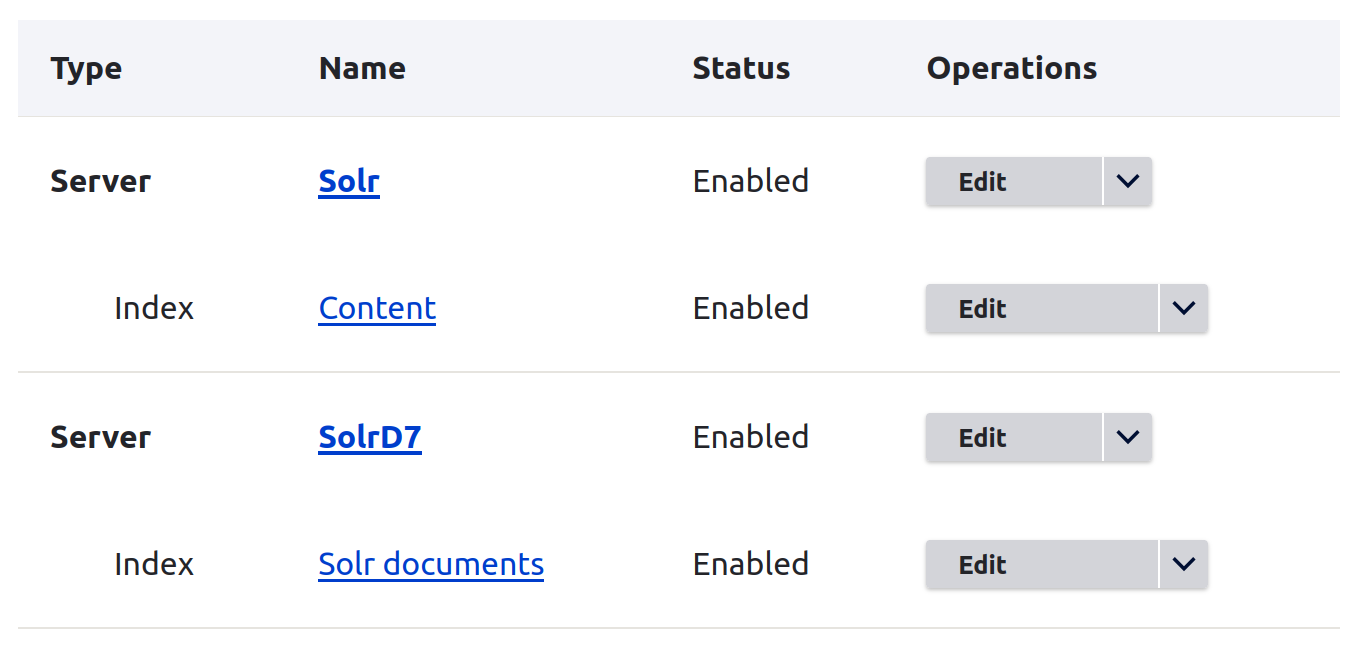 Type Name Status Operations
Server Solr Enabled Edit
Index Content Enabled Edit
Server SolrD7 Enabled Edit
Index Solr documents Enabled Edit